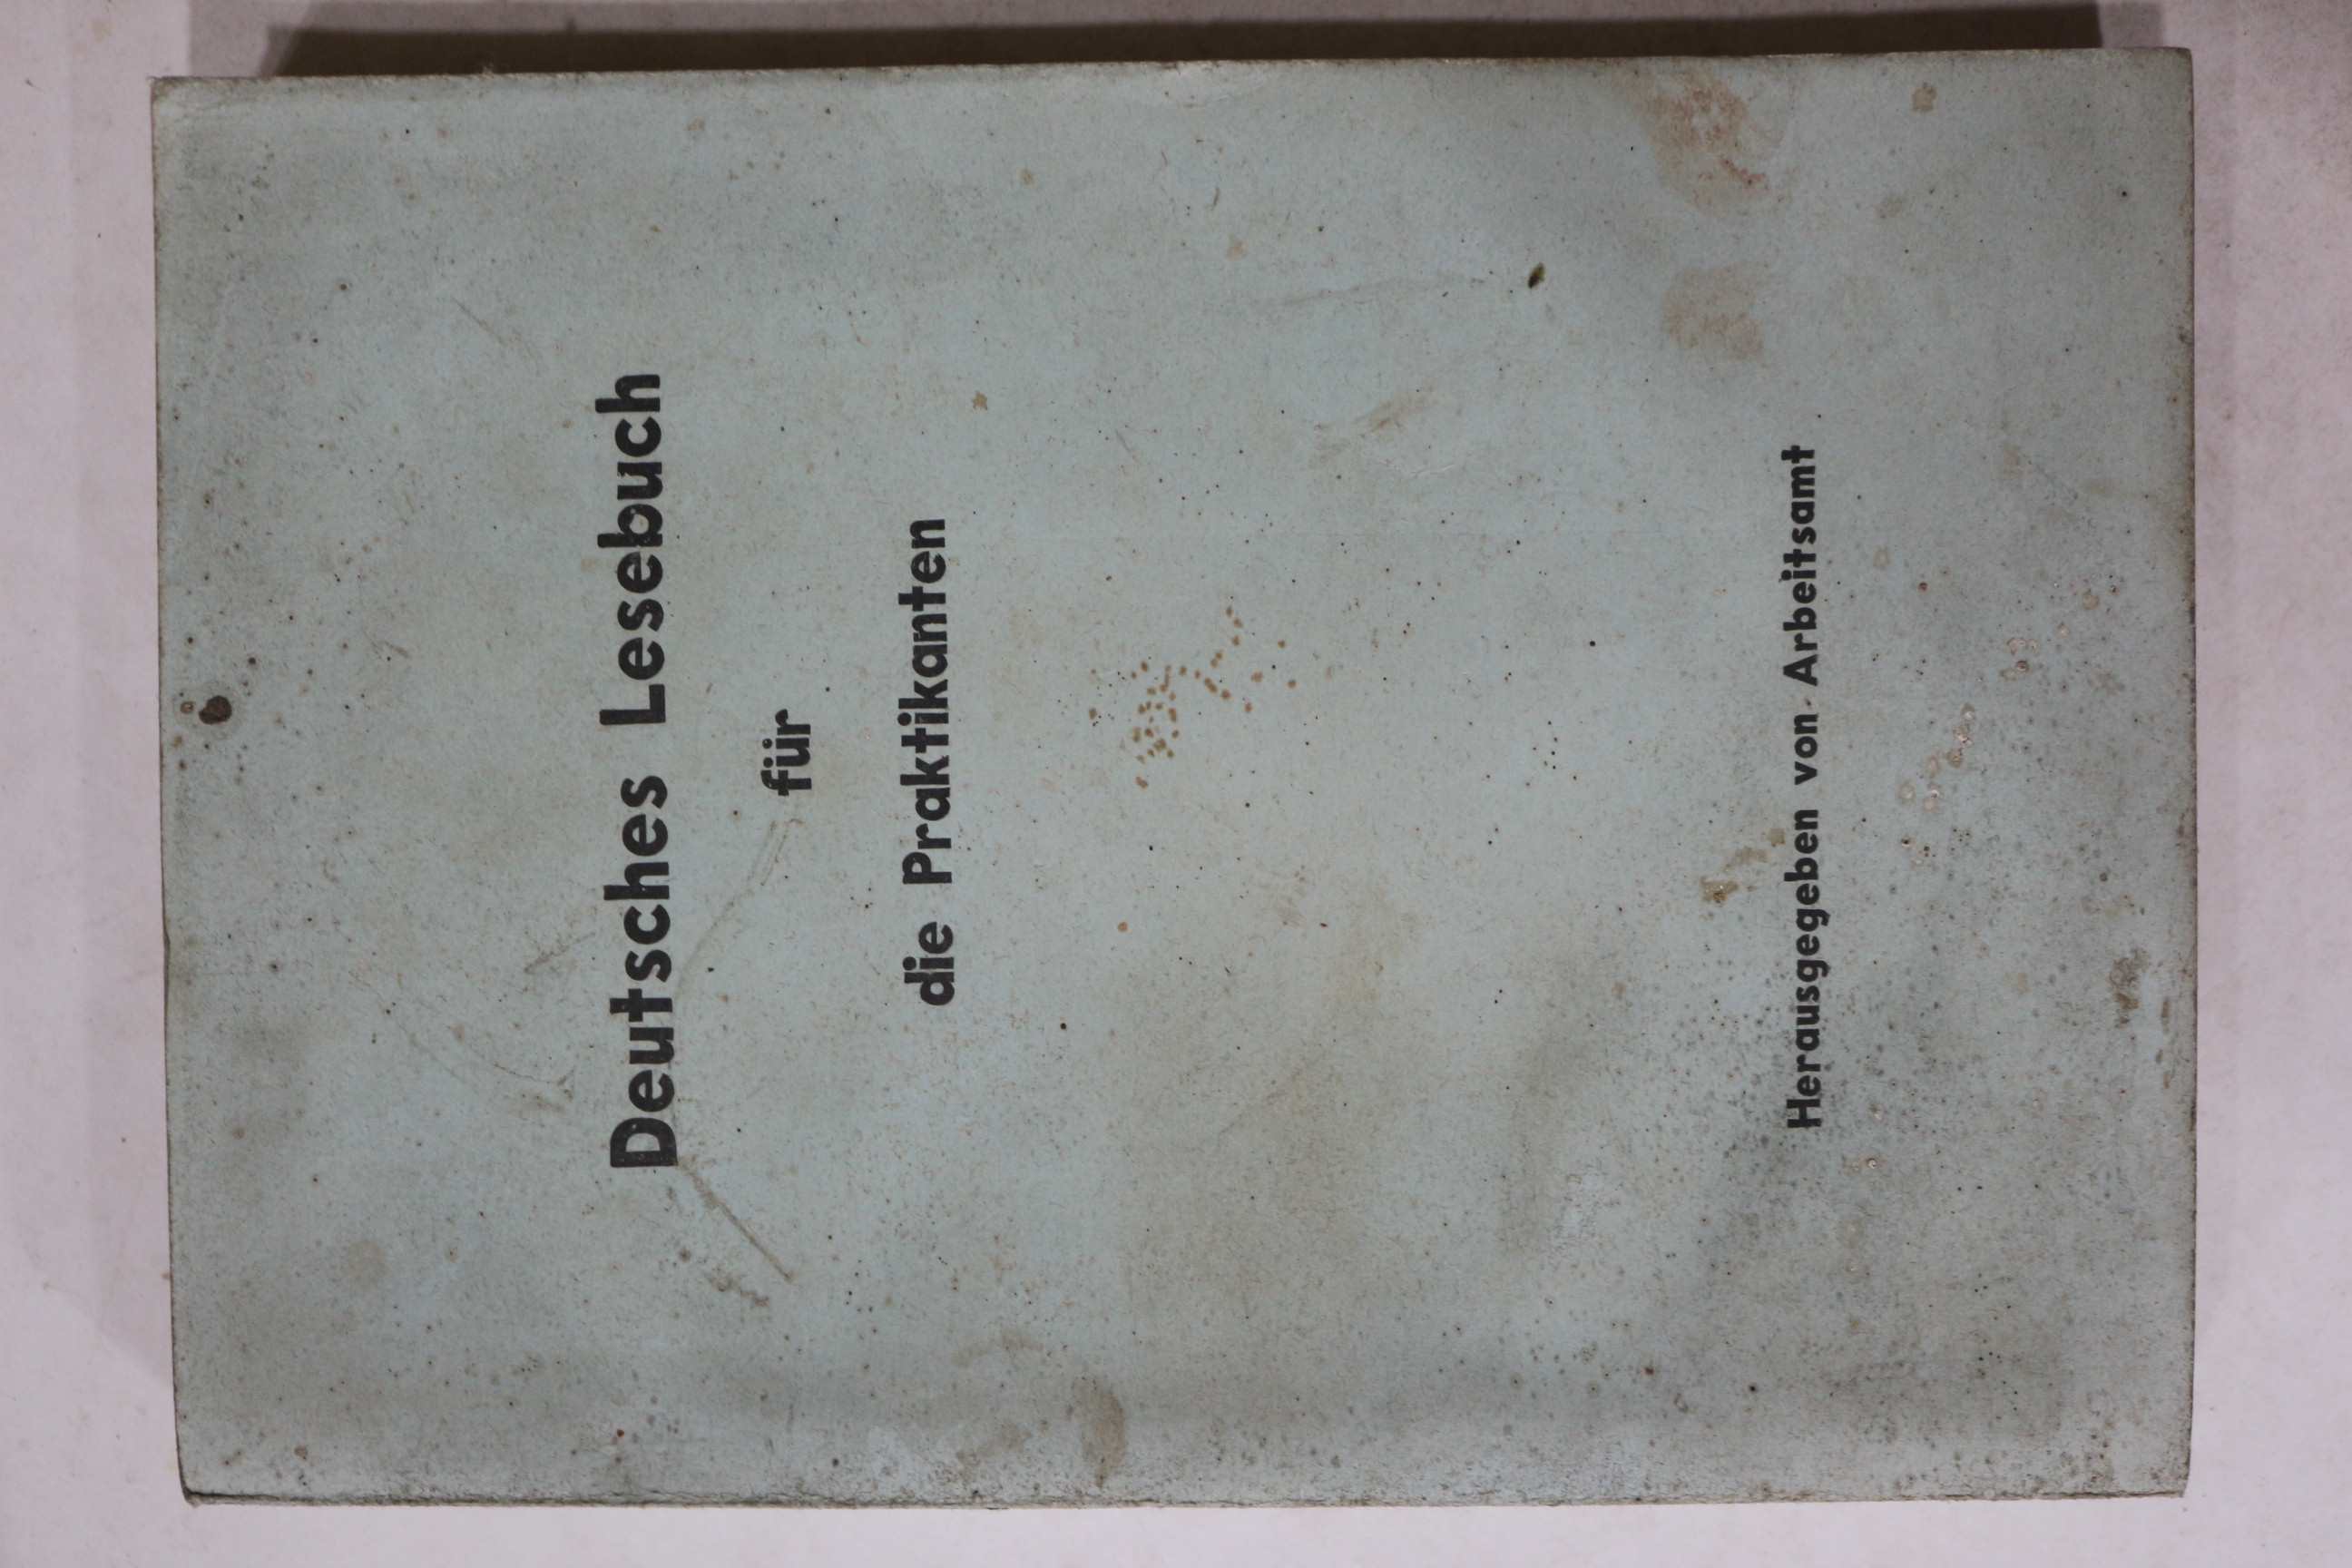 Deutsches Lesebuch
für
die Praktikanten
Herausgegeben von Arbeitsamt